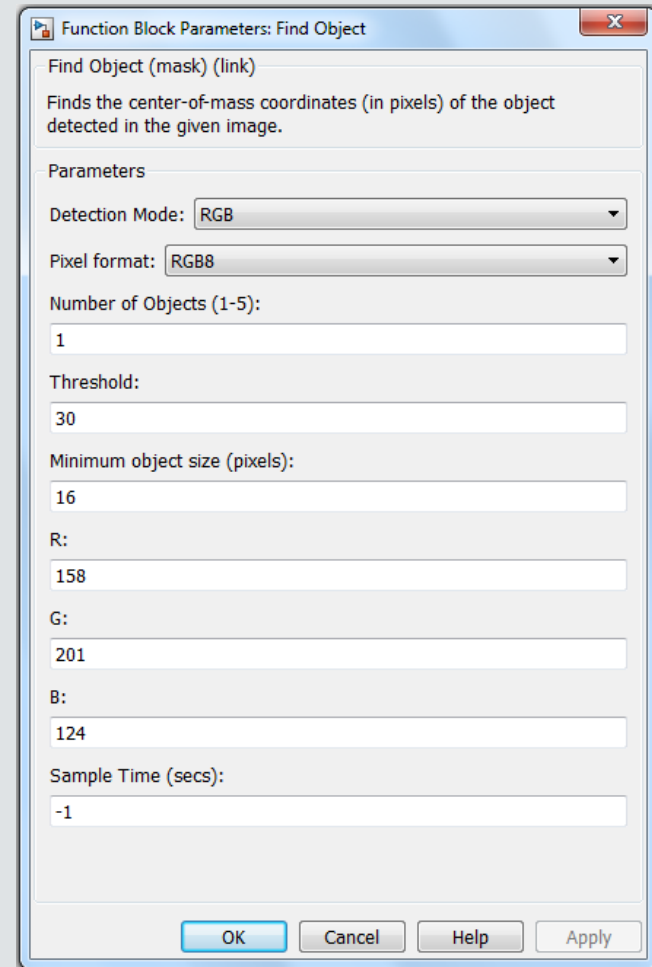 Function Block Parameters: Find Object
Find Object (mask) (link)
Finds the center-of-mass coordinates (in pixels) of the object
detected in the given image.
Parameters
Detection Mode: RGB
Pixel format: RGB8
Number of Objects (1-5):
1
Threshold:
30
Minimum object size (pixels):
16
R:
158
G:
201
B:
124
Sample Time (secs):
-1
OK Cancel Help Apply